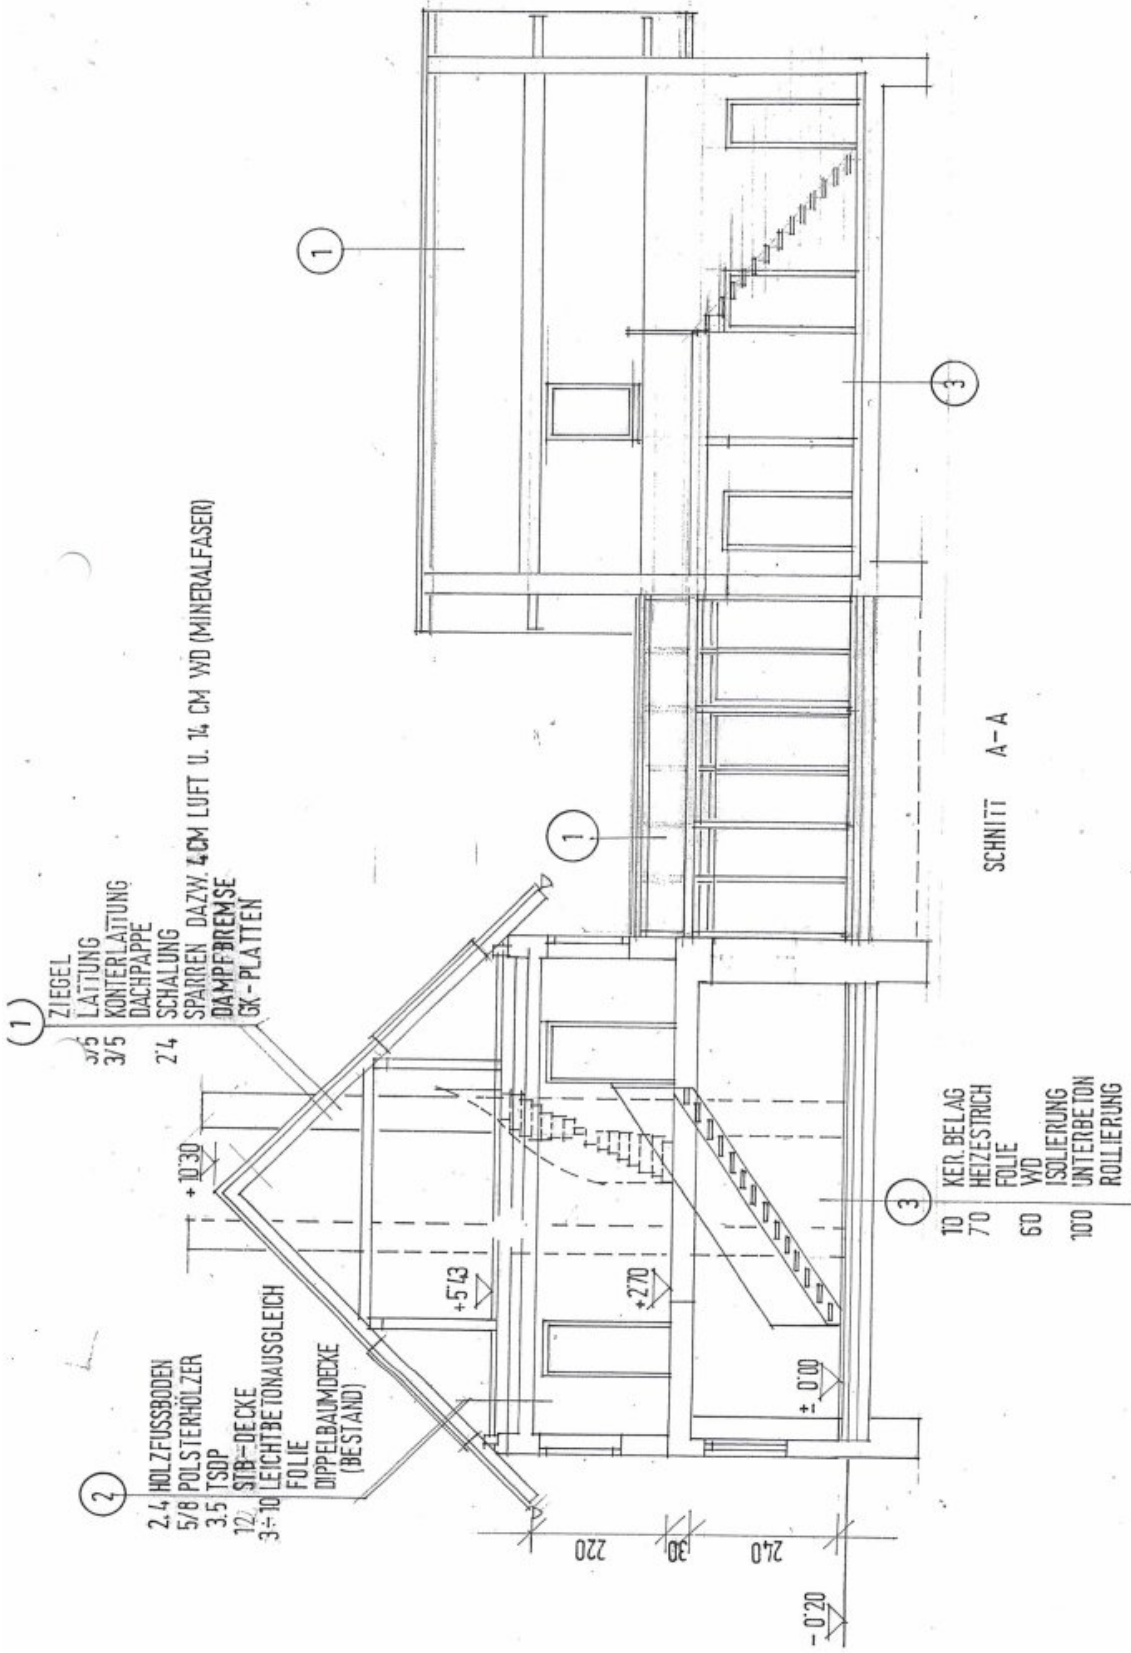 1
ZIEGEL
3/5 LATTUNG
3/5 KONTERLATTUNG
DACHPAPPE
2'4 SCHALUNG
SPARREN DAZW. 4CM LUFT U. 14 CM WD (MINERALFASER)
DAMPFBREMSE
GK-PLATTEN
2
2.4 HOLZFUSSBODEN
5/8 POLSTERHÖLZER
3.5 TSDP
12 STB-DECKE
3÷10 LEICHTBETONAUSGLEICH
FOLIE
DIPPELBAUMDECKE
(BESTAND)
+10'30
+5'43
+2'70
± 0'00
- 0'20
220
30
240
1
1
3
3
1'0 KER.BELAG
7'0 HEIZESTRICH
FOLIE
6'0 WD
ISOLIERUNG
10'0 UNTERBETON
ROLLIERUNG
SCHNITT A-A